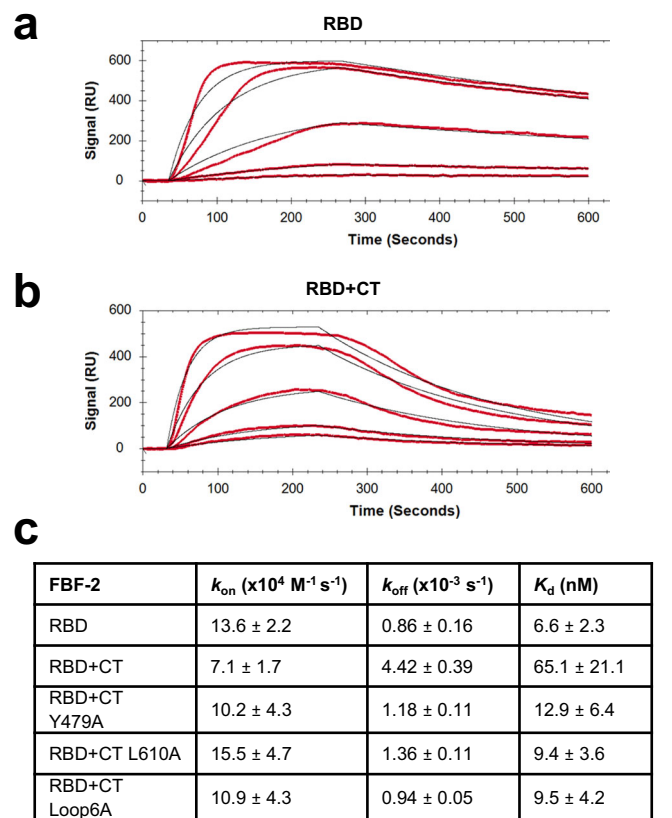 a
RBD
600
400
200
0
Signal (RU)
0 100 200 300 400 500 600
Time (Seconds)
b
RBD+CT
600
400
200
0
Signal (RU)
0 100 200 300 400 500 600
Time (Seconds)
c
FBF-2 kon (x10⁴ M⁻¹ s⁻¹) koff (x10⁻³ s⁻¹) Kd (nM)
RBD 13.6 ± 2.2 0.86 ± 0.16 6.6 ± 2.3
RBD+CT 7.1 ± 1.7 4.42 ± 0.39 65.1 ± 21.1
RBD+CT
Y479A 10.2 ± 4.3 1.18 ± 0.11 12.9 ± 6.4
RBD+CT L610A 15.5 ± 4.7 1.36 ± 0.11 9.4 ± 3.6
RBD+CT
Loop6A 10.9 ± 4.3 0.94 ± 0.05 9.5 ± 4.2